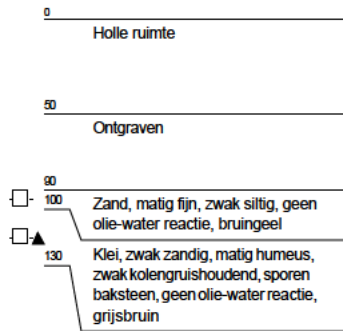 0
Holle ruimte
50
Ontgraven
90
100
Zand, matig fijn, zwak siltig, geen
olie-water reactie, bruingeel
130
Klei, zwak zandig, matig humeus,
zwak kolengruishoudend, sporen
baksteen, geen olie-water reactie,
grijsbruin